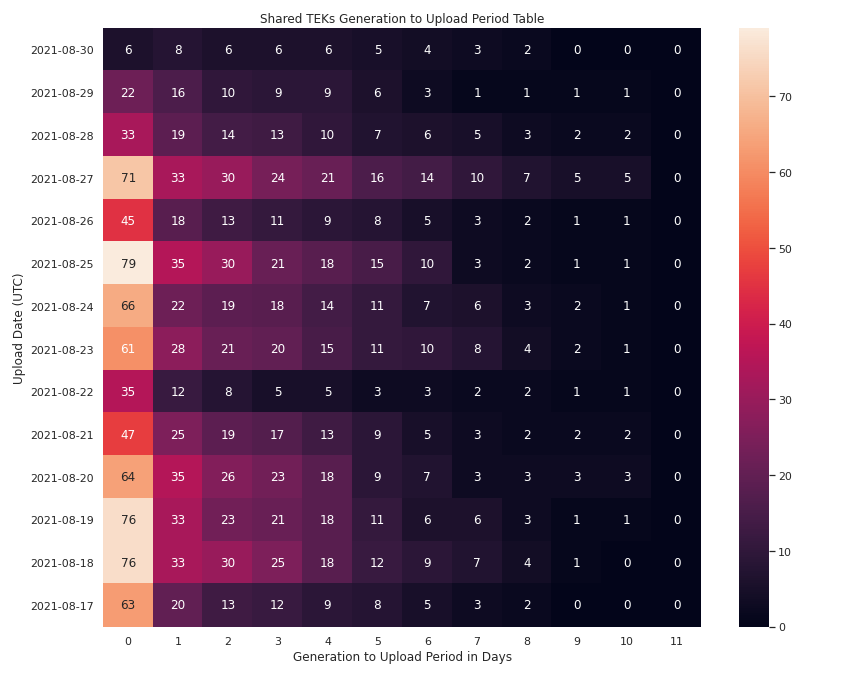 Shared TEKs Generation to Upload Period Table
Upload Date (UTC)
2021-08-30 6 8 6 6 6 5 4 3 2 0 0 0
2021-08-29 22 16 10 9 9 6 3 1 1 1 1 0
2021-08-28 33 19 14 13 10 7 6 5 3 2 2 0
2021-08-27 71 33 30 24 21 16 14 10 7 5 5 0
2021-08-26 45 18 13 11 9 8 5 3 2 1 1 0
2021-08-25 79 35 30 21 18 15 10 3 2 1 1 0
2021-08-24 66 22 19 18 14 11 7 6 3 2 1 0
2021-08-23 61 28 21 20 15 11 10 8 4 2 1 0
2021-08-22 35 12 8 5 5 3 3 2 2 1 1 0
2021-08-21 47 25 19 17 13 9 5 3 2 2 2 0
2021-08-20 64 35 26 23 18 9 7 3 3 3 3 0
2021-08-19 76 33 23 21 18 11 6 6 3 1 1 0
2021-08-18 76 33 30 25 18 12 9 7 4 1 0 0
2021-08-17 63 20 13 12 9 8 5 3 2 0 0 0
0 1 2 3 4 5 6 7 8 9 10 11
Generation to Upload Period in Days
70
60
50
40
30
20
10
0